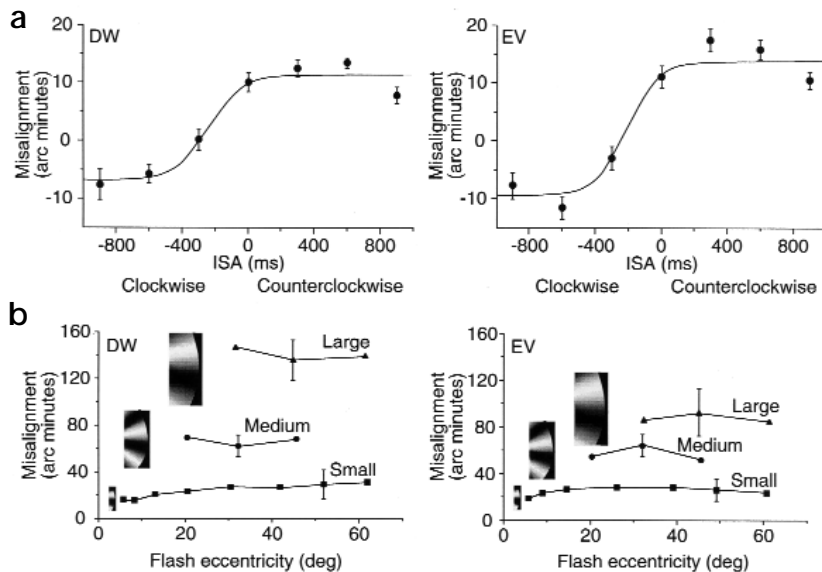 a
DW
Misalignment
(arc minutes)
20
10
0
-10
-800 -400 0 400 800
ISA (ms)
Clockwise Counterclockwise
EV
Misalignment
(arc minutes)
20
10
0
-10
-800 -400 0 400 800
ISA (ms)
Clockwise Counterclockwise
b
DW
Misalignment
(arc minutes)
160
120
80
40
0
Large
Medium
Small
0 20 40 60
Flash eccentricity (deg)
EV
Misalignment
(arc minutes)
160
120
80
40
0
Large
Medium
Small
0 20 40 60
Flash eccentricity (deg)